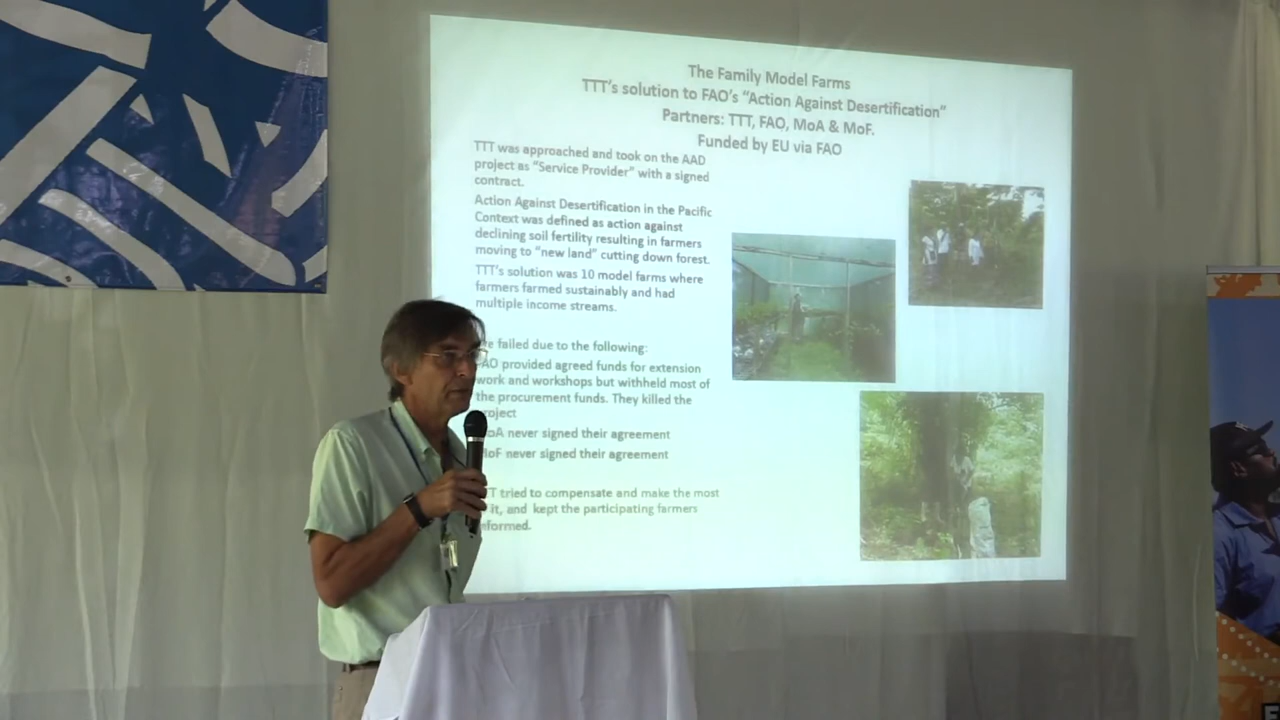 The Family Model Farms
TTT's solution to FAO's "Action Against Desertification"
Partners: TTT, FAO, MoA & MoF.
Funded by EU via FAO
TTT was approached and took on the AAD
project as "Service Provider" with a signed
contract.
Action Against Desertification in the Pacific
Context was defined as action against
declining soil fertility resulting in farmers
moving to "new land" cutting down forest.
TTT's solution was 10 model farms where
farmers farmed sustainably and had
multiple income streams.
failed due to the following:
provided agreed funds for extension
work and workshops but withheld most of
the procurement funds. They killed the
never signed their agreement
never signed their agreement
tried to compensate and make the most
it, and kept the participating farmers